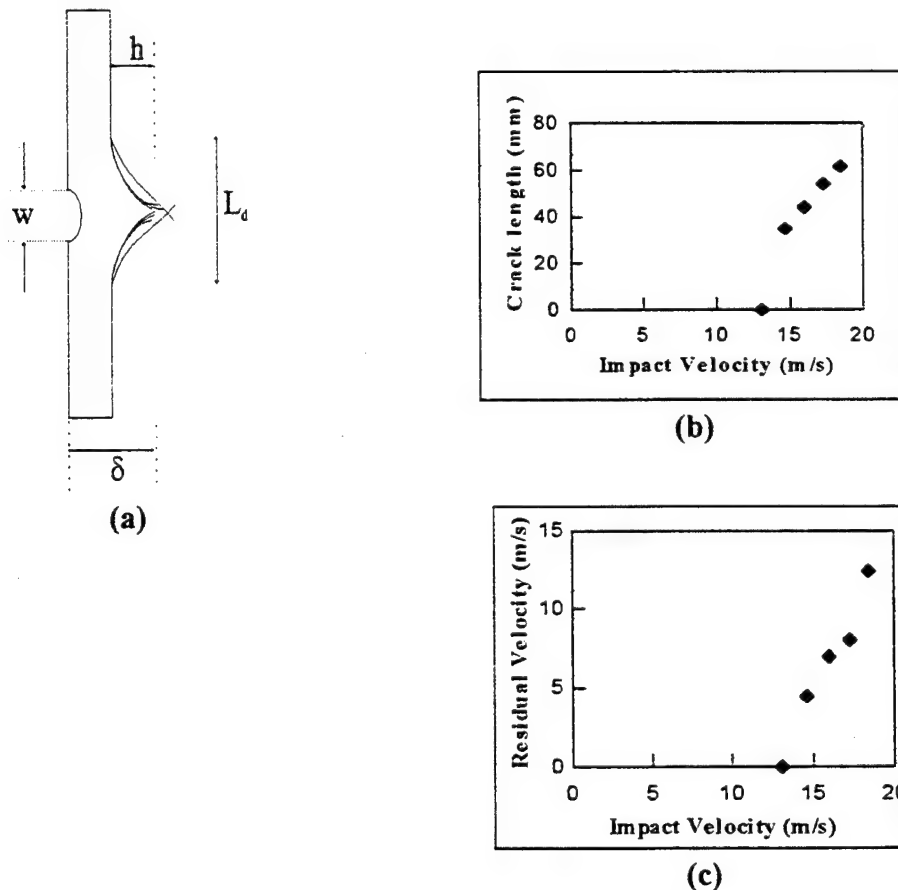 h
w
L_d
δ
(a)
Crack length (mm)
80
60
40
20
0
0 5 10 15 20
Impact Velocity (m/s)
(b)
Residual Velocity (m/s)
15
10
5
0
0 5 10 15 20
Impact Velocity (m/s)
(c)